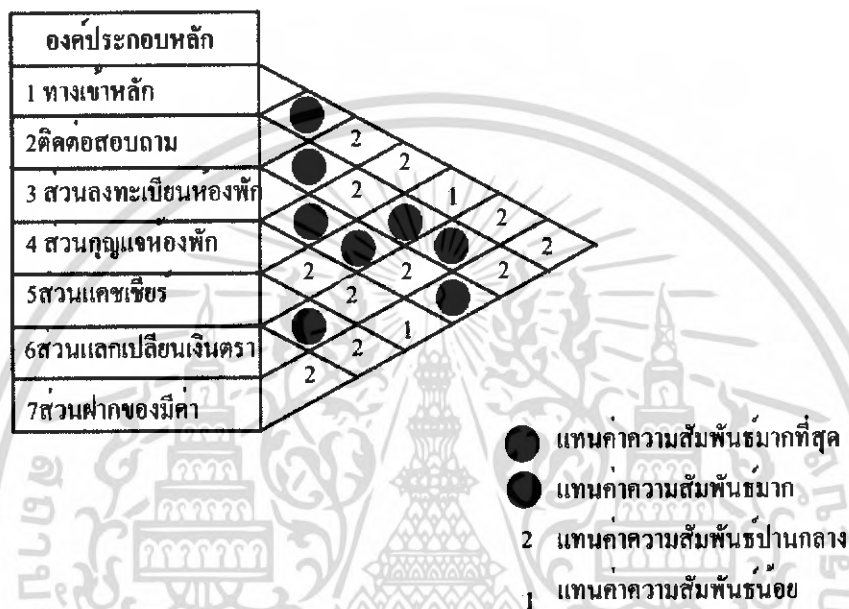 องค์ประกอบหลัก
1 ทางเข้าหลัก
2ติดต่อสอบถาม
2
2
3 ส่วนลงทะเบียนห้องพัก
2 1
2
4 ส่วนกุญแจห้องพัก
2
2 2 2
5ส่วนแคชเชียร์
2
1
6ส่วนแลกเปลี่ยนเงินตรา
2
2
7ส่วนฝากของมีค่า
แทนค่าความสัมพันธ์มากที่สุด
แทนค่าความสัมพันธ์มาก
2 แทนค่าความสัมพันธ์ปานกลาง
1 แทนค่าความสัมพันธ์น้อย